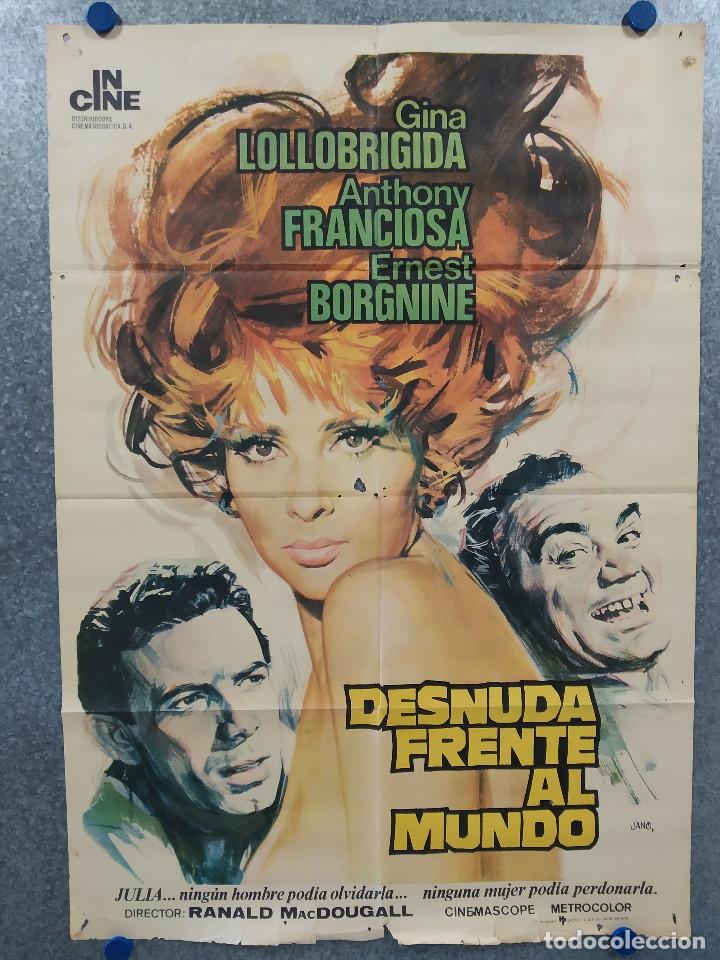 IN
CINE
DISTRIBUIDORA
CINEMATOGRAFICA S.A.
Gina
LOLLOBRIGIDA
Anthony
FRANCIOSA
Ernest
BORGNINE
DESNUDA
FRENTE
AL
MUNDO
JANO.
JULIA... ningún hombre podía olvidarla... ninguna mujer podía perdonarla.
DIRECTOR: RANALD MACDOUGALL CINEMASCOPE METROCOLOR
todocoleccion